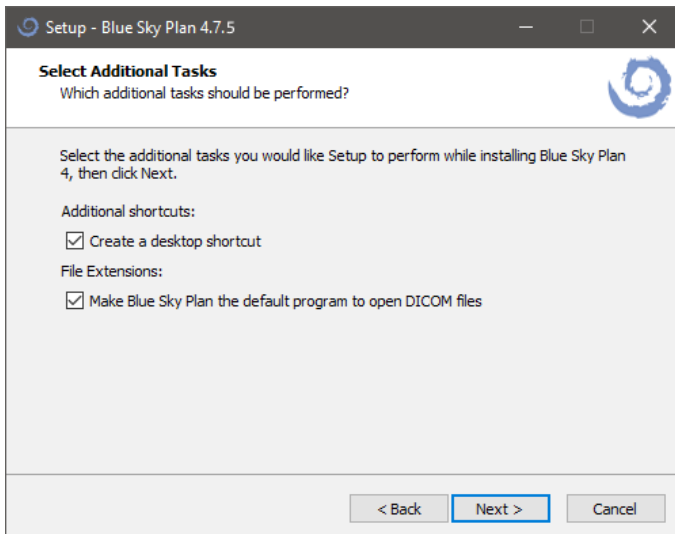 Setup - Blue Sky Plan 4.7.5
Select Additional Tasks
Which additional tasks should be performed?
Select the additional tasks you would like Setup to perform while installing Blue Sky Plan
4, then click Next.
Additional shortcuts:
Create a desktop shortcut
File Extensions:
Make Blue Sky Plan the default program to open DICOM files
< Back Next > Cancel